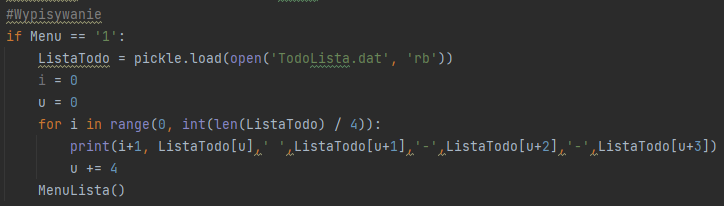 #Wypisywanie
if Menu == '1':
    ListaTodo = pickle.load(open('TodoLista.dat', 'rb'))
    i = 0
    u = 0
    for i in range(0, int(len(ListaTodo) / 4)):
        print(i+1, ListaTodo[u],' ',ListaTodo[u+1],'-',ListaTodo[u+2],'-',ListaTodo[u+3])
        u += 4
    MenuLista()